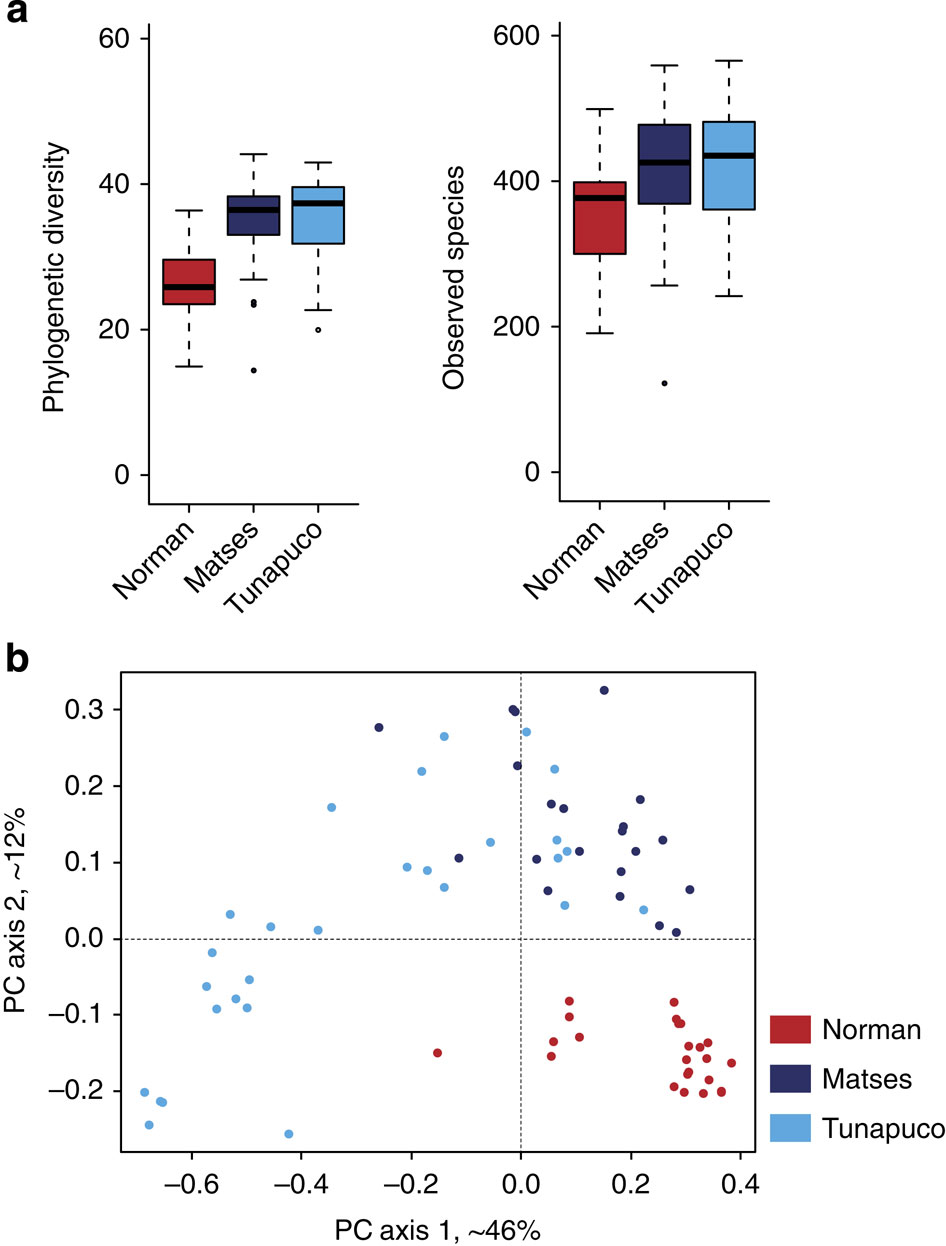 a
Phylogenetic diversity
60
40
20
0
Norman
Matses
Tunapuco
Observed species
600
400
200
0
Norman
Matses
Tunapuco
b
PC axis 2, ~12%
0.3
0.2
0.1
0.0
−0.1
−0.2
−0.6
−0.4
−0.2
0.0
0.2
0.4
PC axis 1, ~46%
Norman
Matses
Tunapuco